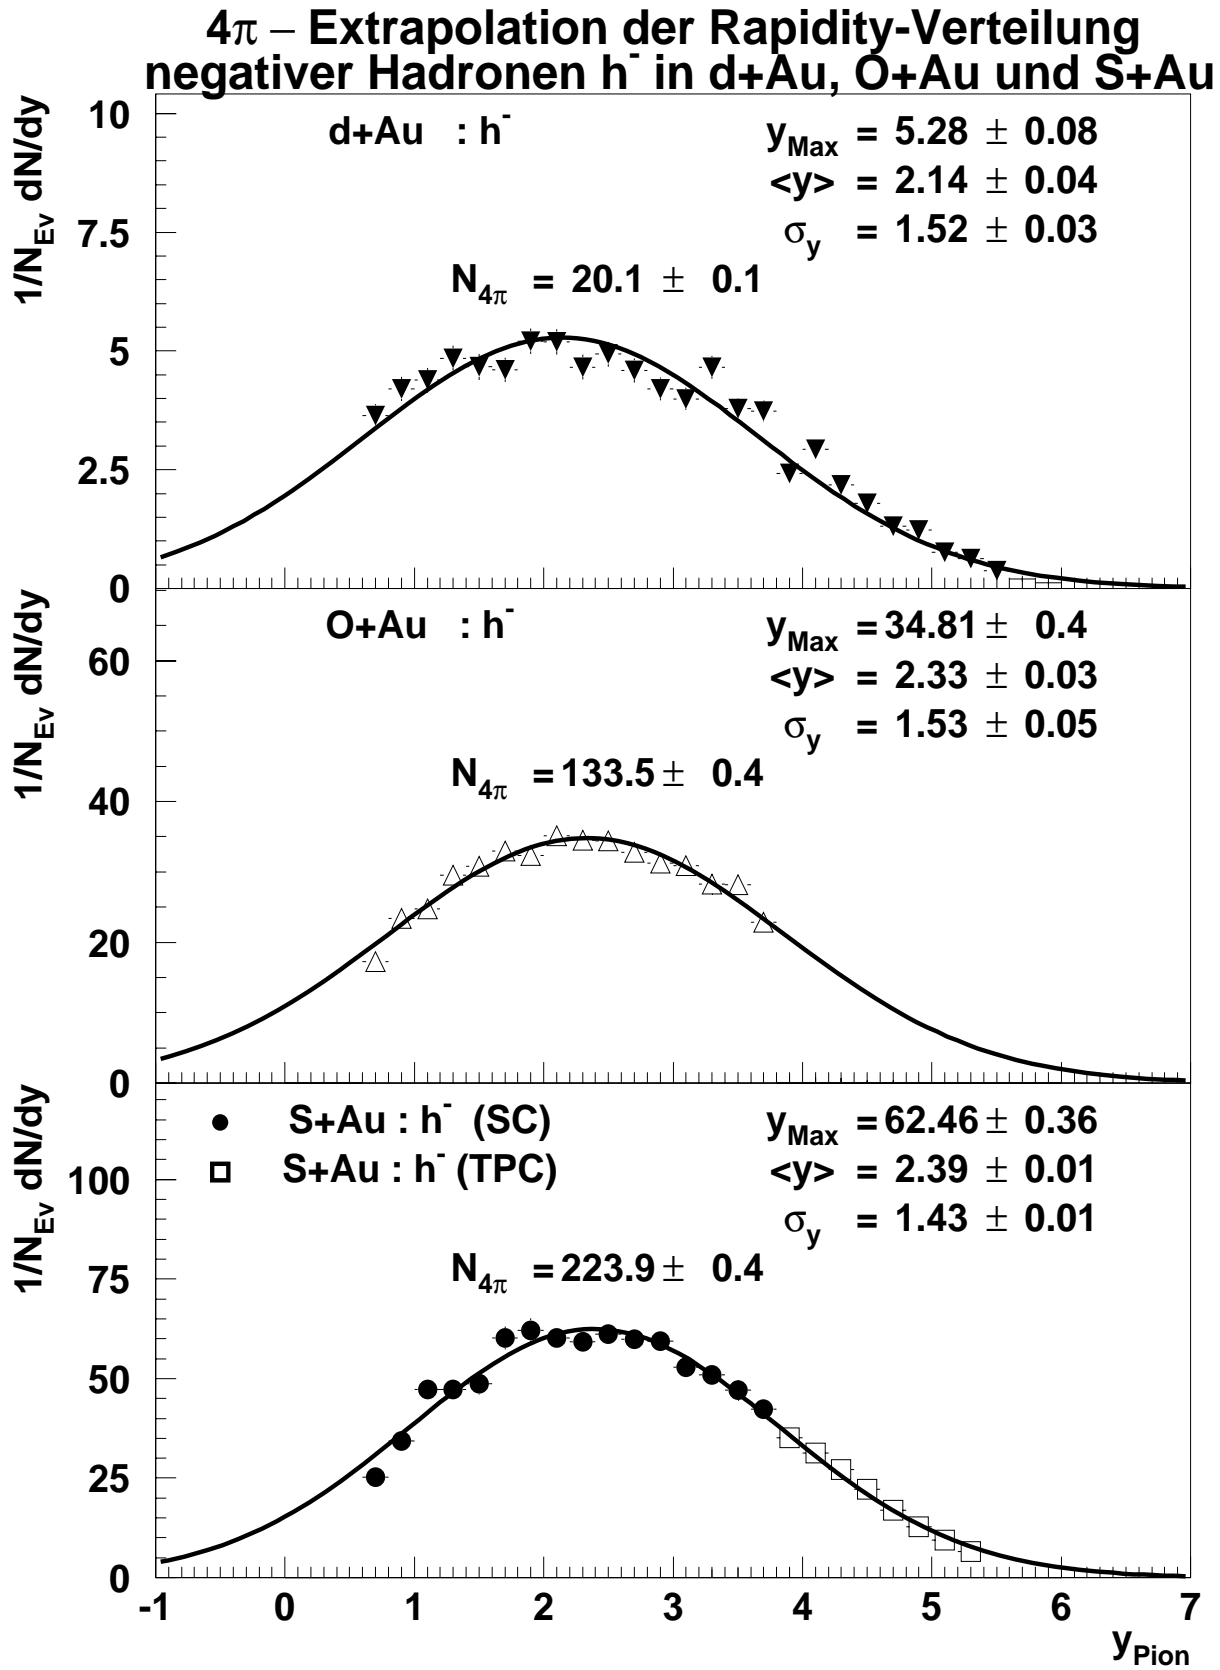 4π – Extrapolation der Rapidity-Verteilung
negativer Hadronen h⁻ in d+Au, O+Au und S+Au
1/N_Ev dN/dy
10
7.5
5
2.5
0
d+Au : h⁻
y_Max = 5.28 ± 0.08
<y> = 2.14 ± 0.04
σ_y = 1.52 ± 0.03
N_4π = 20.1 ± 0.1
1/N_Ev dN/dy
60
40
20
0
O+Au : h⁻
y_Max = 34.81 ± 0.4
<y> = 2.33 ± 0.03
σ_y = 1.53 ± 0.05
N_4π = 133.5 ± 0.4
1/N_Ev dN/dy
100
75
50
25
0
S+Au : h⁻ (SC)
S+Au : h⁻ (TPC)
y_Max = 62.46 ± 0.36
<y> = 2.39 ± 0.01
σ_y = 1.43 ± 0.01
N_4π = 223.9 ± 0.4
-1 0 1 2 3 4 5 6 7
y_Pion